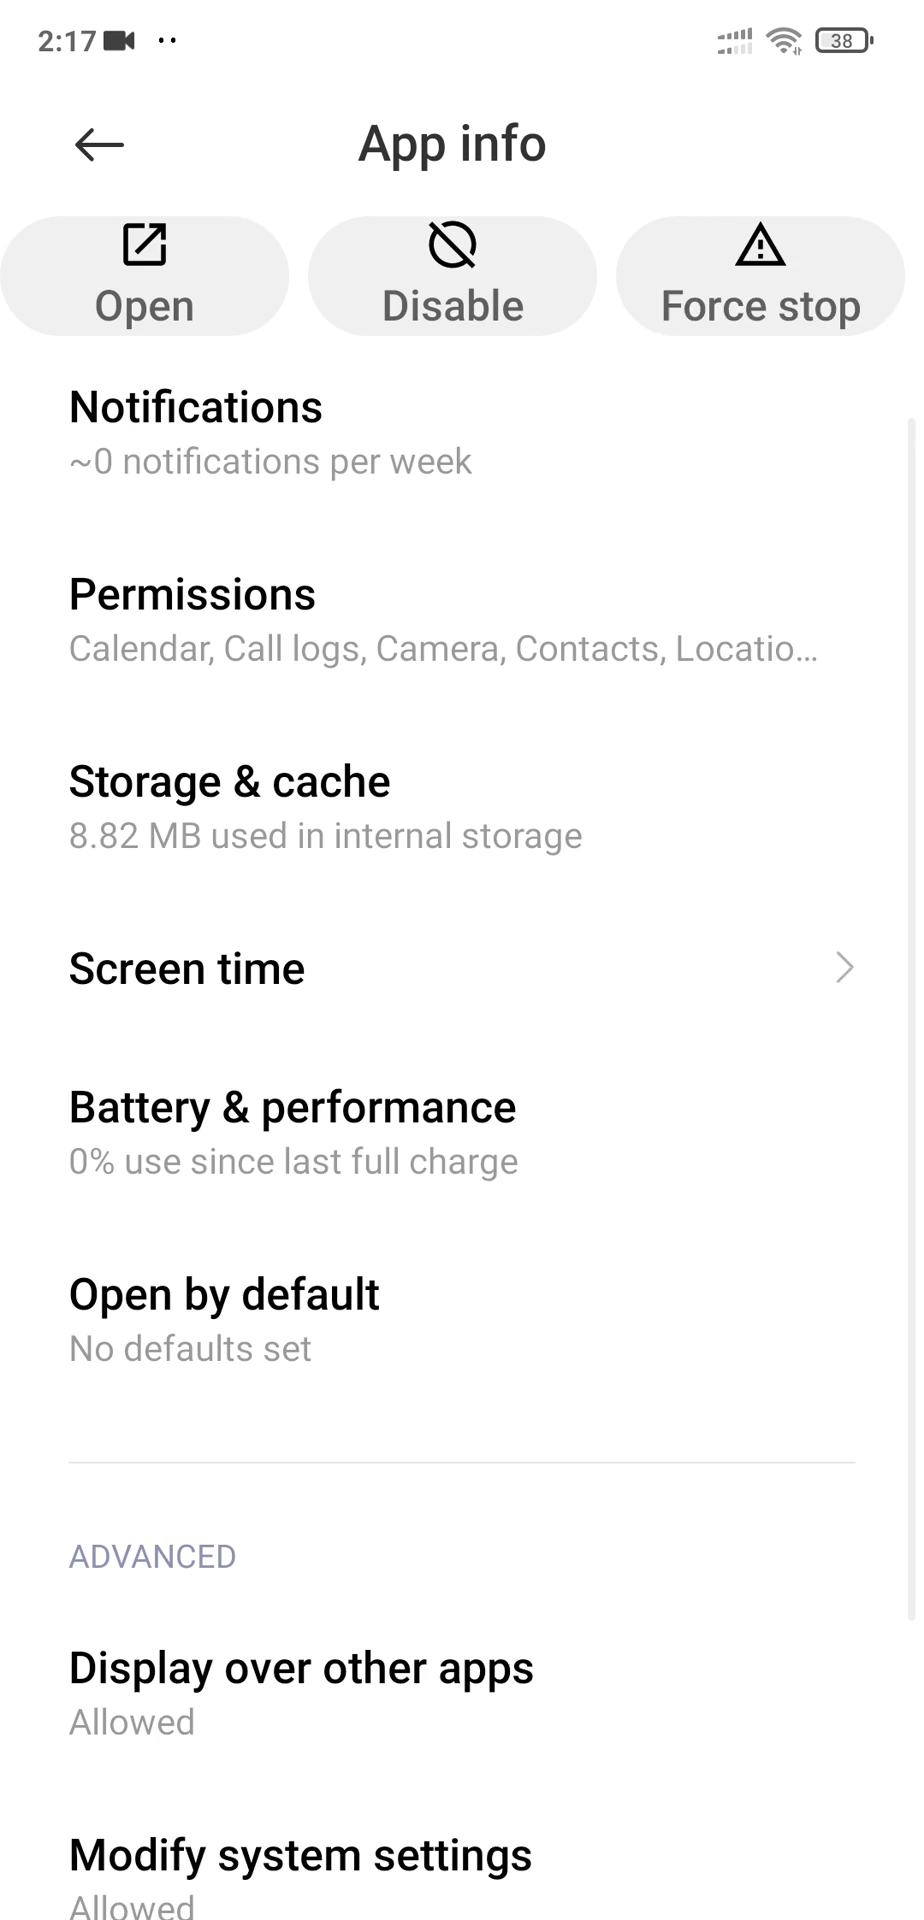 2:17
38
App info
Open
Disable
Force stop
Notifications
~0 notifications per week
Permissions
Calendar, Call logs, Camera, Contacts, Locatio...
Storage & cache
8.82 MB used in internal storage
Screen time
Battery & performance
0% use since last full charge
Open by default
No defaults set
ADVANCED
Display over other apps
Allowed
Modify system settings
Allowed